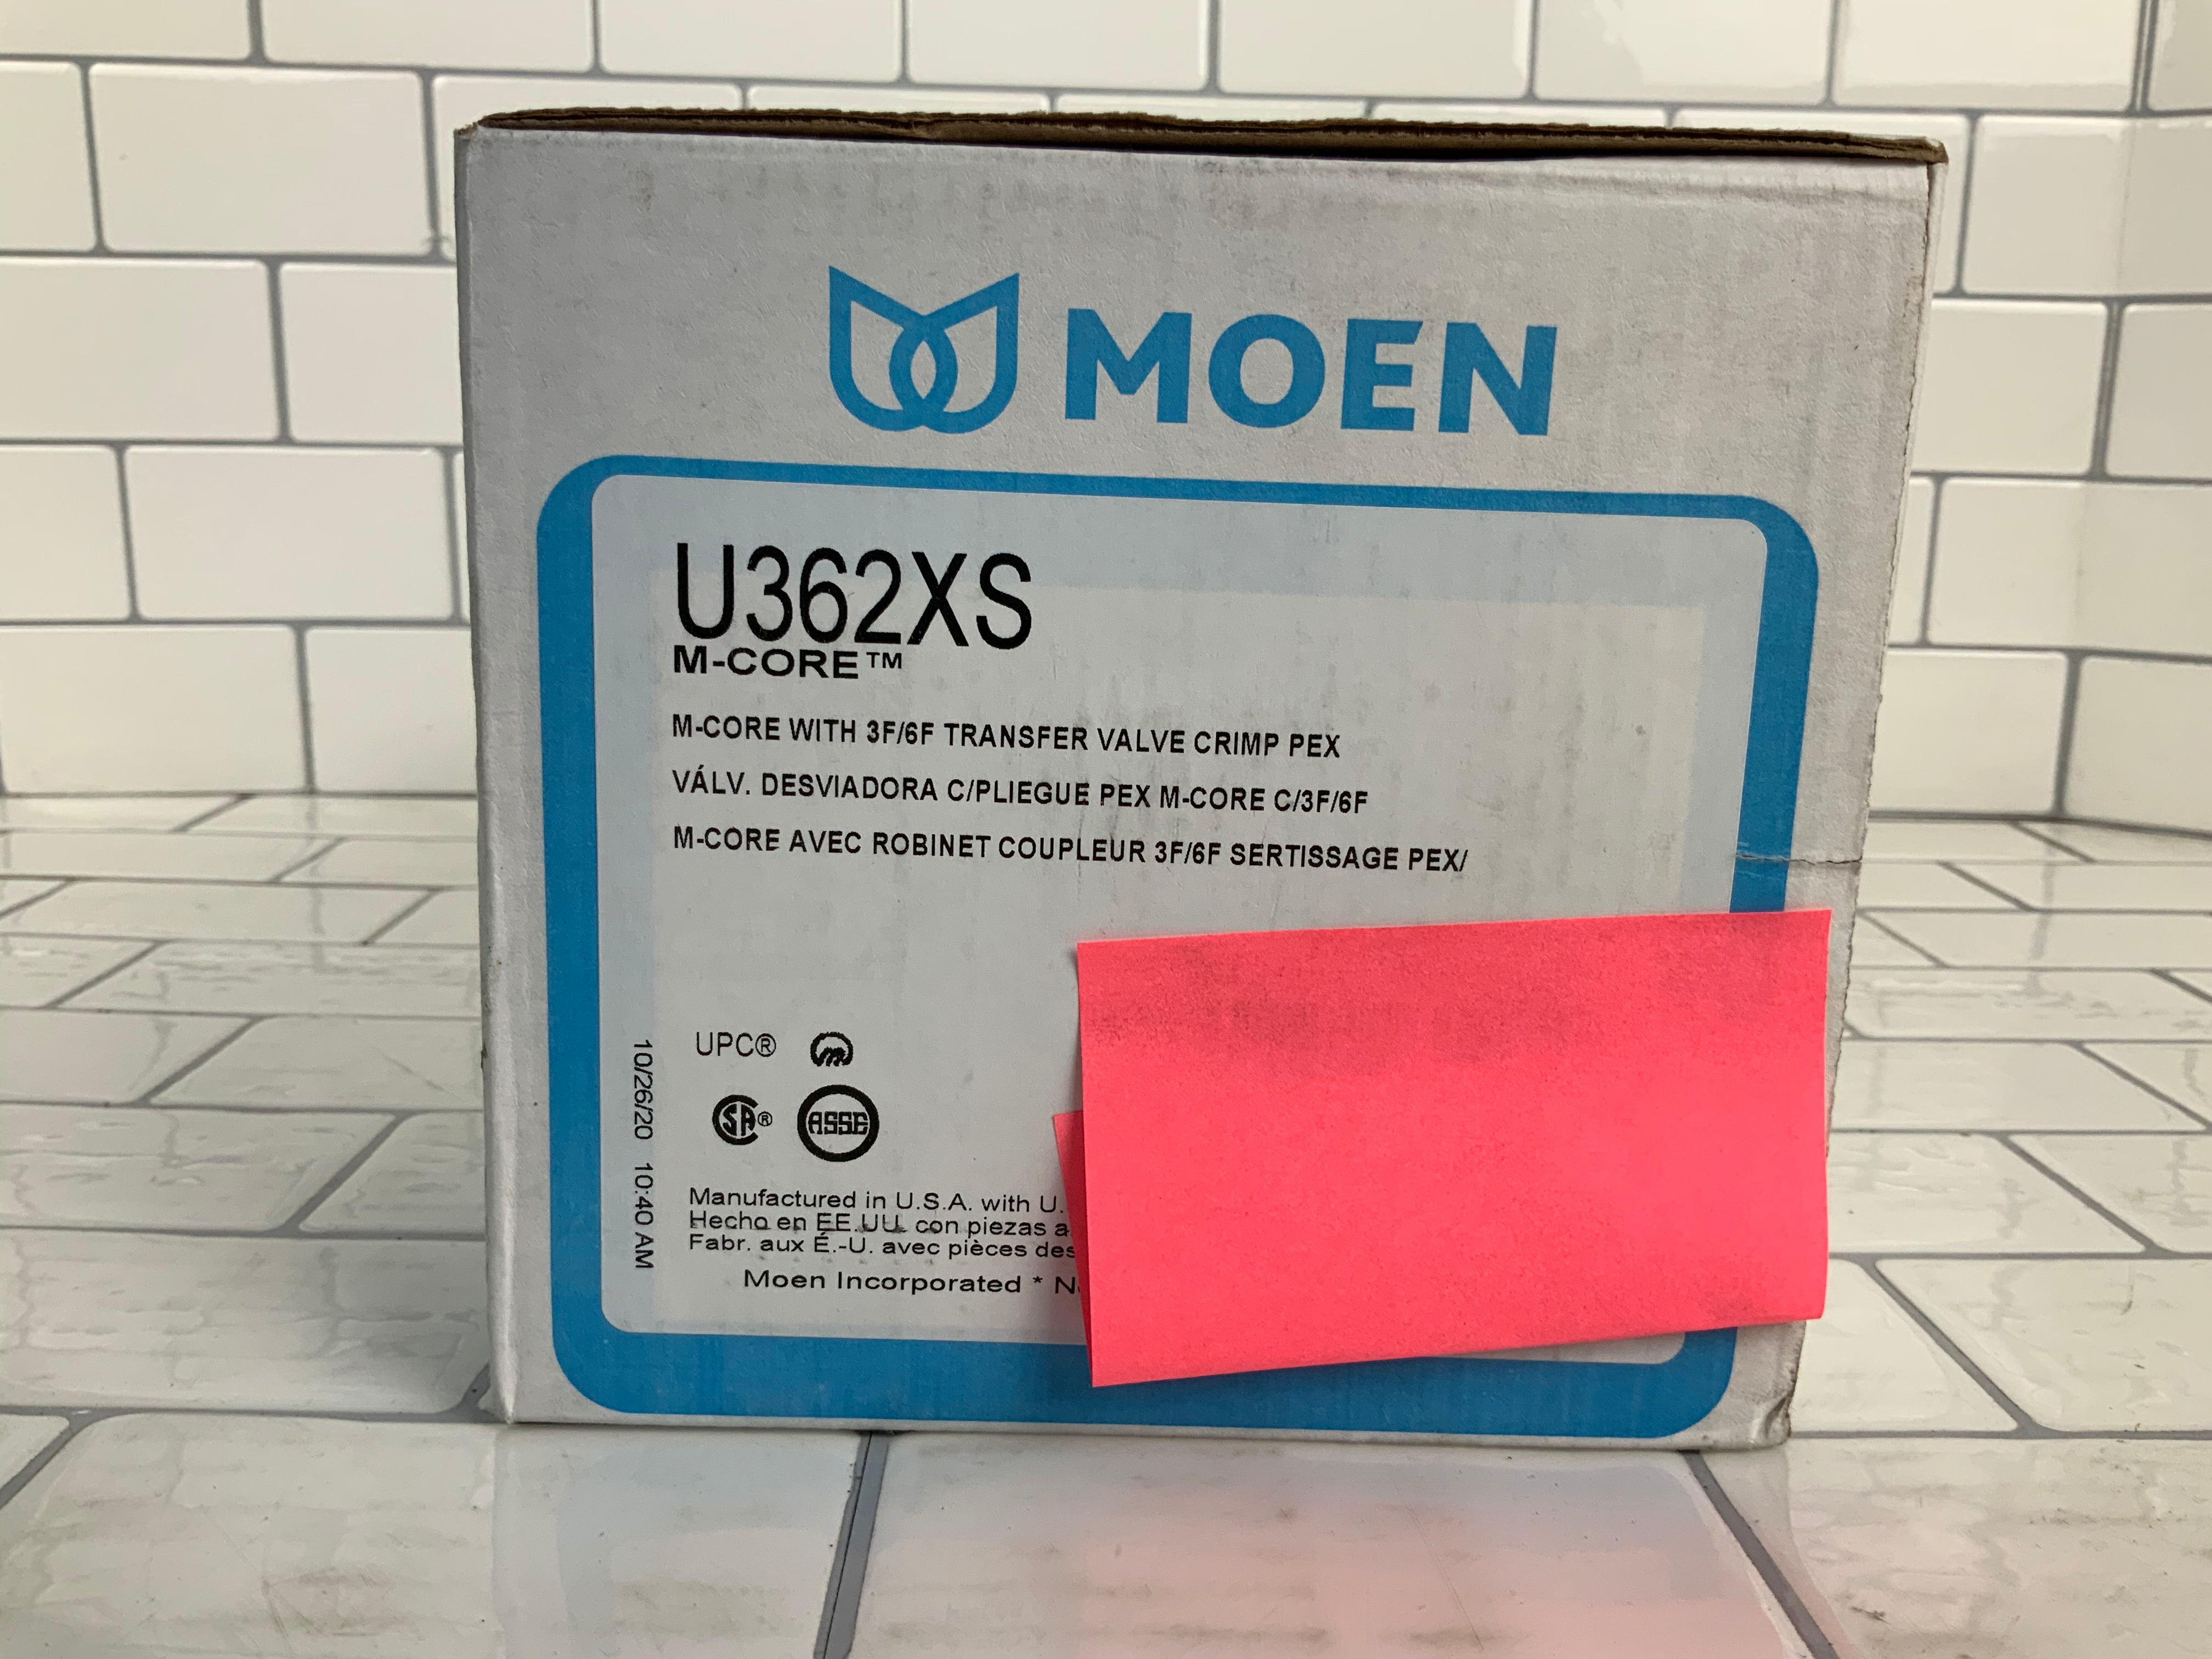 MOEN
U362XS
M-CORE™
M-CORE WITH 3F/6F TRANSFER VALVE CRIMP PEX
VÁLV. DESVIADORA C/PLIEGUE PEX M-CORE C/3F/6F
M-CORE AVEC ROBINET COUPLEUR 3F/6F SERTISSAGE PEX/
UPC®
SA®
ASSE
10/26/20 10:40 AM
Manufactured in U.S.A. with U.
Hecho en EE.UU. con piezas
Fabr. aux É.-U. avec pièces des
Moen Incorporated *